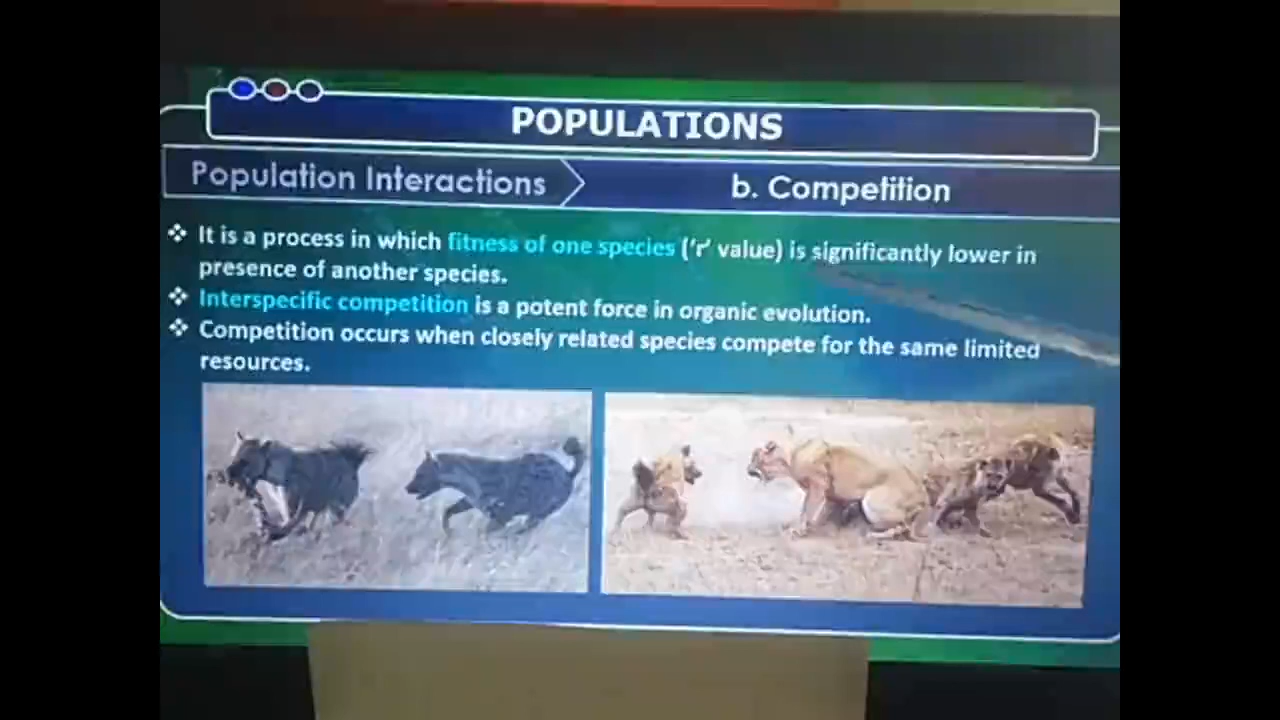 POPULATIONS
Population Interactions
b. Competition
❖ It is a process in which fitness of one species ('r' value) is significantly lower in
presence of another species.
❖ Interspecific competition is a potent force in organic evolution.
❖ Competition occurs when closely related species compete for the same limited
resources.